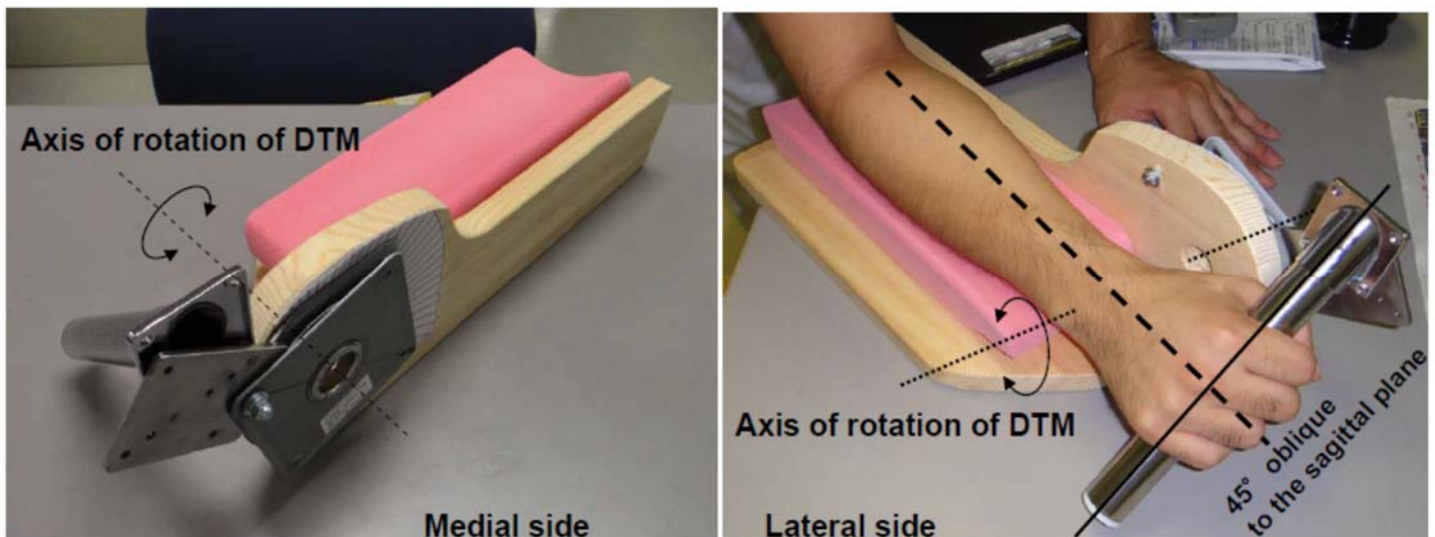 Axis of rotation of DTM
Medial side
Axis of rotation of DTM
Lateral side
45° oblique
to the sagittal plane